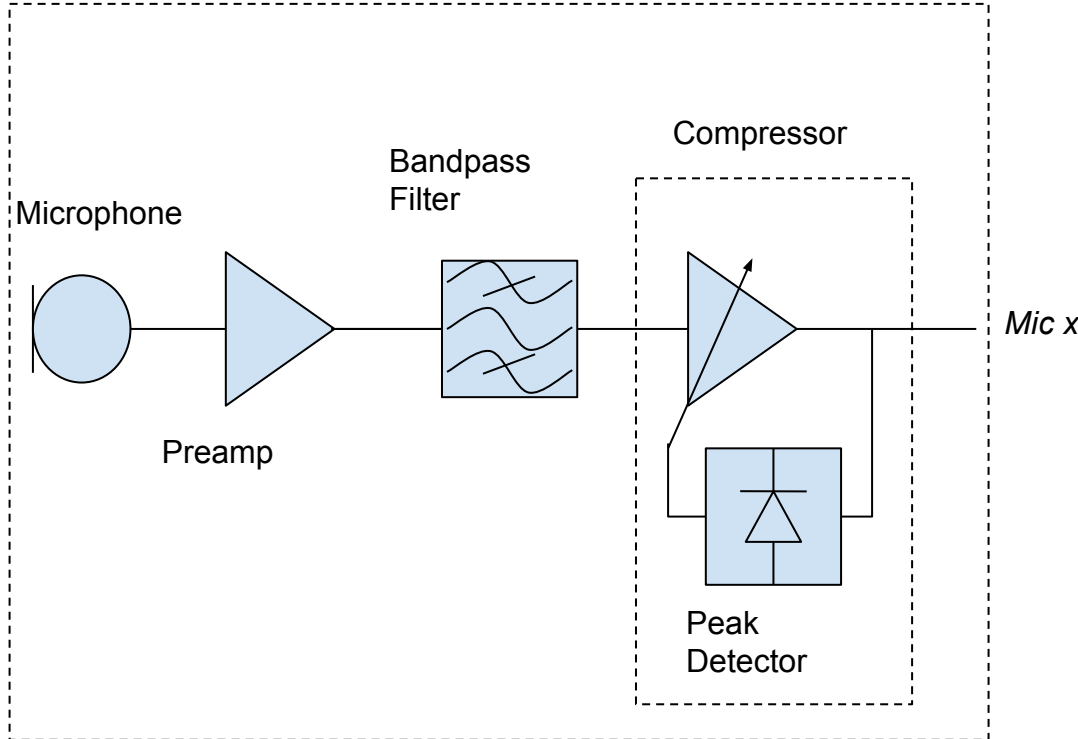 Compressor
Bandpass
Filter
Microphone
Mic x
Preamp
Peak
Detector